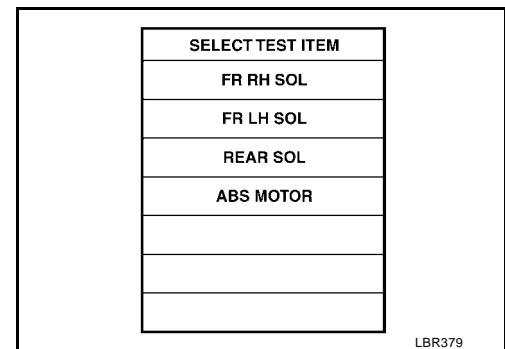 SELECT TEST ITEM
FR RH SOL
FR LH SOL
REAR SOL
ABS MOTOR
LBR379